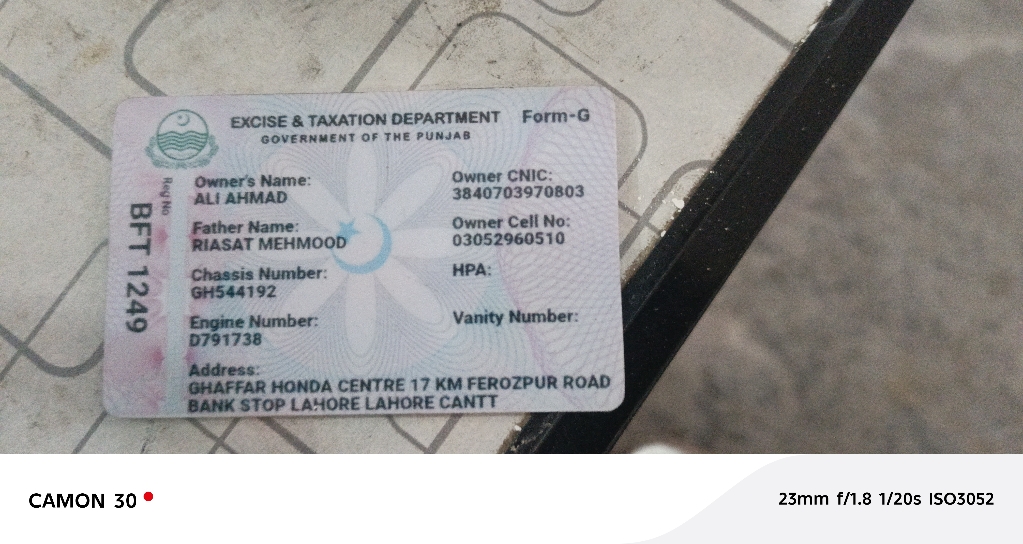 EXCISE & TAXATION DEPARTMENT Form-G
GOVERNMENT OF THE PUNJAB
Reg No
BFT 1249
Owner's Name:
ALI AHMAD
Father Name:
RIASAT MEHMOOD
Chassis Number:
GH544192
Engine Number:
D791738
Owner CNIC:
3840703970803
Owner Cell No:
03052960510
HPA:
Vanity Number:
Address:
GHAFFAR HONDA CENTRE 17 KM FEROZPUR ROAD
BANK STOP LAHORE LAHORE CANTT
CAMON 30
23mm f/1.8 1/20s ISO3052